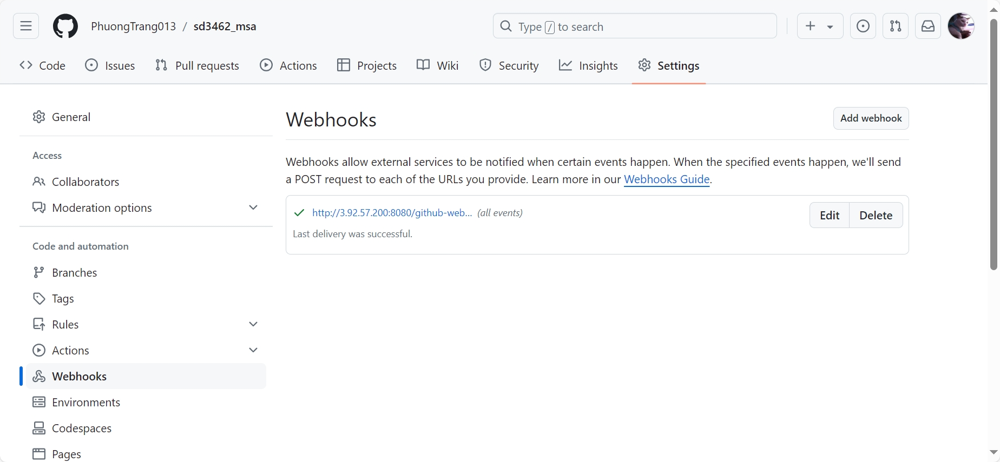 PhuongTrang013 / sd3462_msa
Type / to search
Code
Issues
Pull requests
Actions
Projects
Wiki
Security
Insights
Settings
General
Access
Collaborators
Moderation options
Code and automation
Branches
Tags
Rules
Actions
Webhooks
Environments
Codespaces
Pages
Webhooks
Add webhook
Webhooks allow external services to be notified when certain events happen. When the specified events happen, we'll send
a POST request to each of the URLs you provide. Learn more in our Webhooks Guide.
http://3.92.57.200:8080/github-web... (all events)
Edit
Delete
Last delivery was successful.